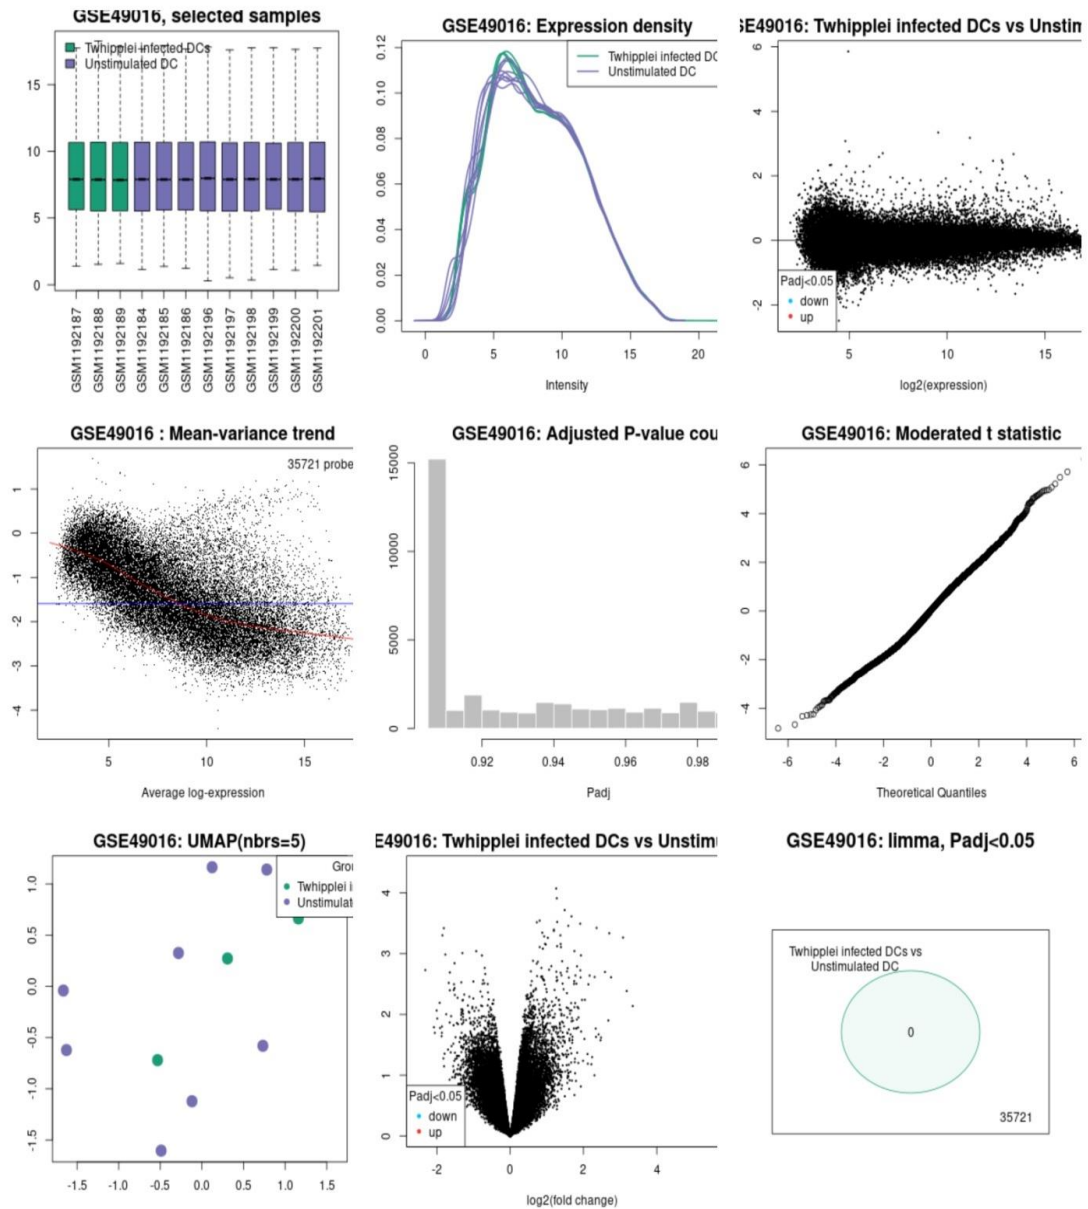 GSE49016, selected samples
Twhipplei infected DCs
Unstimulated DC
15
10
5
0
GSM1192187
GSM1192188
GSM1192189
GSM1192184
GSM1192185
GSM1192186
GSM1192196
GSM1192197
GSM1192198
GSM1192199
GSM1192200
GSM1192201
GSE49016: Expression density
Twhipplei infected DC
Unstimulated DC
0.12
0.10
0.08
0.06
0.04
0.02
0.00
0 5 10 15 20
Intensity
SE49016: Twhipplei infected DCs vs Unstim
6
4
2
0
-2
Padj<0.05
down
up
5 10 15
log2(expression)
GSE49016 : Mean-variance trend
35721 probe
1
0
-1
-2
-3
-4
5 10 15
Average log-expression
GSE49016: Adjusted P-value cou
15000
10000
5000
0
0.92 0.94 0.96 0.98
Padj
GSE49016: Moderated t statistic
6
4
2
0
-2
-4
-6 -4 -2 0 2 4 6
Theoretical Quantiles
GSE49016: UMAP(nbrs=5)
Grou
Twhipplei i
Unstimulat
1.0
0.5
0.0
-0.5
-1.0
-1.5
-1.5 -1.0 -0.5 0.0 0.5 1.0 1.5
E49016: Twhipplei infected DCs vs Unstim
4
3
2
1
0
Padj<0.05
down
up
-2 0 2 4
log2(fold change)
GSE49016: limma, Padj<0.05
Twhipplei infected DCs vs
Unstimulated DC
0
35721